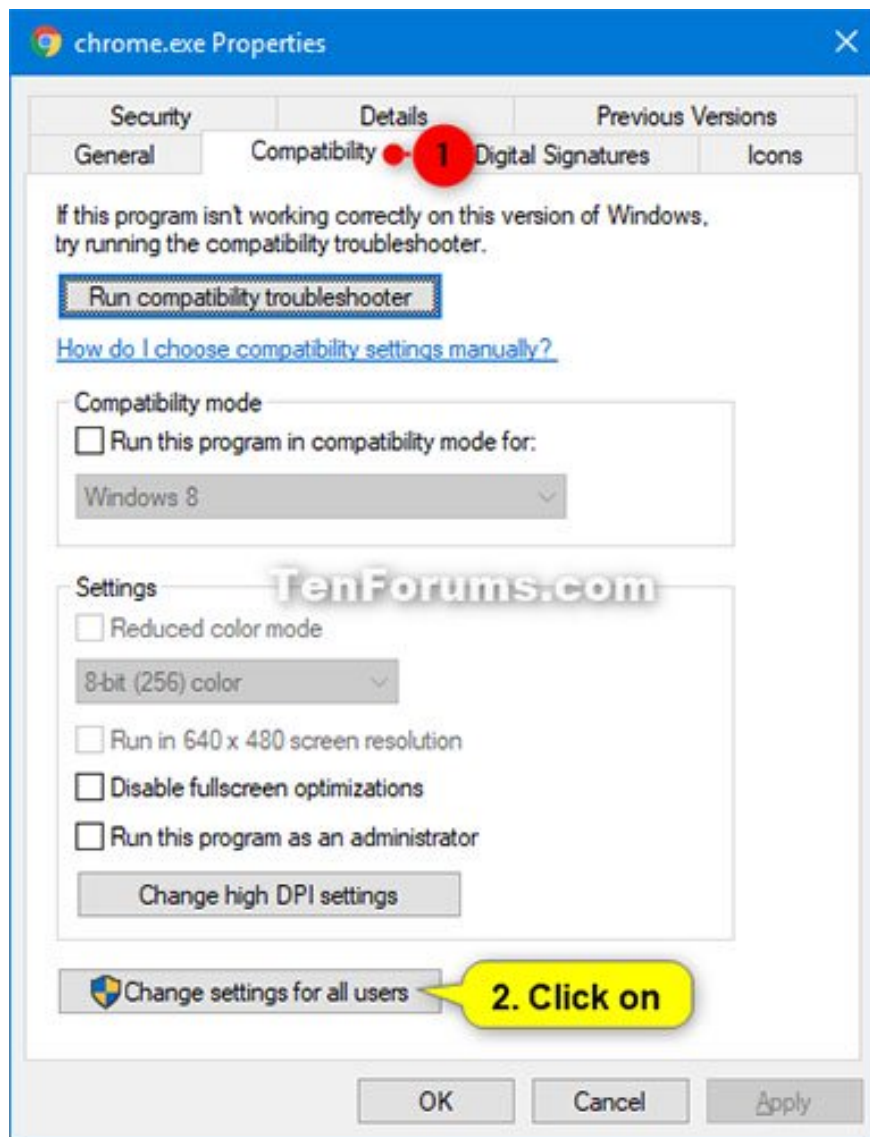 chrome.exe Properties
Security Details Previous Versions
General Compatibility 1 Digital Signatures Icons
If this program isn't working correctly on this version of Windows,
try running the compatibility troubleshooter.
Run compatibility troubleshooter
How do I choose compatibility settings manually?
Compatibility mode
Run this program in compatibility mode for:
Windows 8
TenForums.com
Settings
Reduced color mode
8-bit (256) color
Run in 640 x 480 screen resolution
Disable fullscreen optimizations
Run this program as an administrator
Change high DPI settings
Change settings for all users 2. Click on
OK Cancel Apply